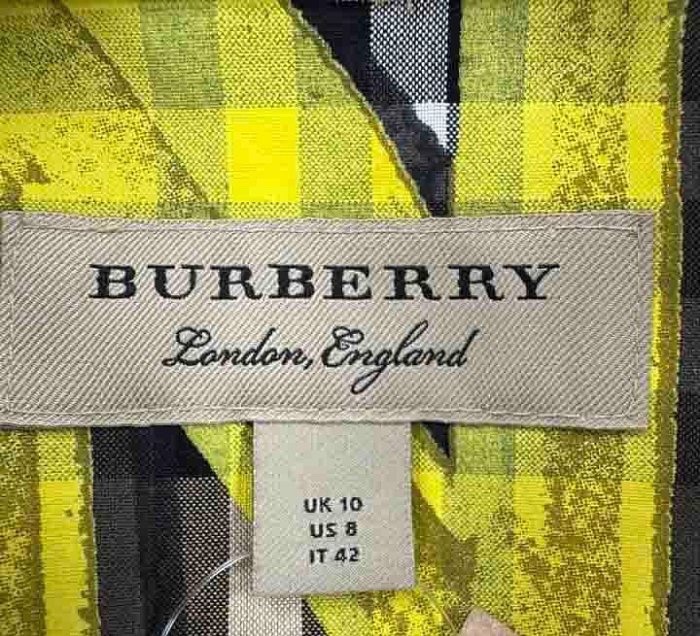 BURBERRY
London, England
UK 10
US 8
IT 42